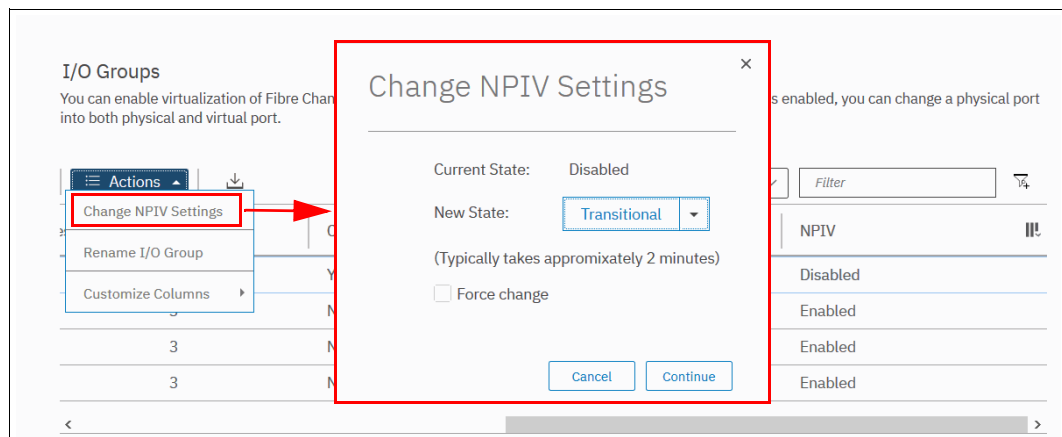 I/O Groups
You can enable virtualization of Fibre Chan
s enabled, you can change a physical port
into both physical and virtual port.
Change NPIV Settings
Current State: Disabled
New State: Transitional
(Typically takes appromixately 2 minutes)
Force change
Cancel Continue
Actions
Filter
Change NPIV Settings
Rename I/O Group
Customize Columns
NPIV
Disabled
Enabled
3 N Enabled
3 N Enabled